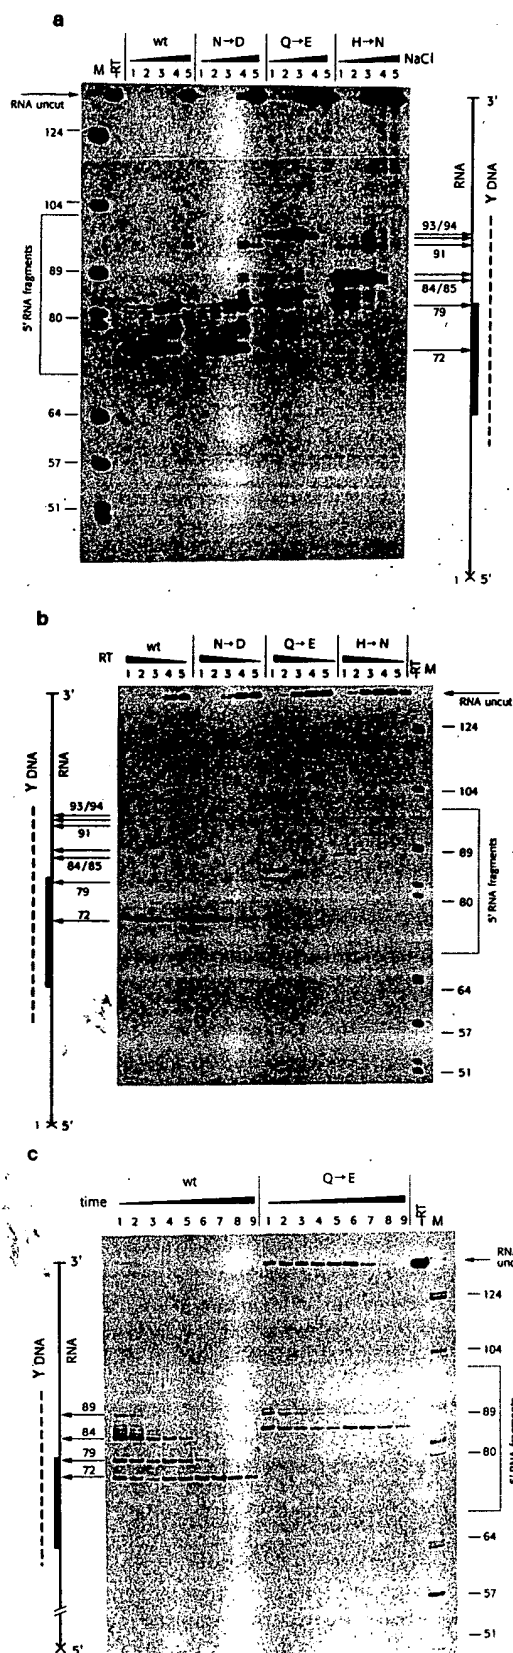 a
wt N→D Q→E H→N
M RT 1 2 3 4 5 1 2 3 4 5 1 2 3 4 5 1 2 3 4 5 NaCl
RNA uncut
124
104
89
80
64
57
51
5' RNA fragments
3'
RNA
Y DNA
93/94
91
84/85
79
72
1 5'
b
RT wt N→D Q→E H→N
1 2 3 4 5 1 2 3 4 5 1 2 3 4 5 1 2 3 4 5 RT M
3'
RNA uncut
Y DNA
RNA
93/94
91
84/85
79
72
124
104
89
80
64
57
51
5' RNA fragments
1 5'
c
wt Q→E
time
1 2 3 4 5 6 7 8 9 1 2 3 4 5 6 7 8 9 RT M
3'
Y DNA
RNA
89
84
79
72
124
104
89
80
64
57
51
5'